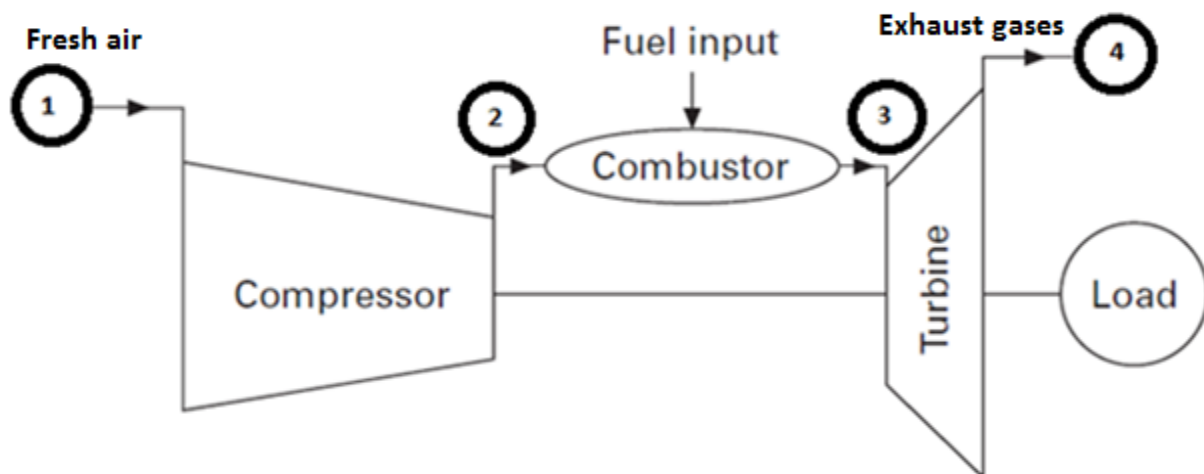 Fresh air
1
Compressor
2
Fuel input
Combustor
3
Turbine
Exhaust gases
4
Load